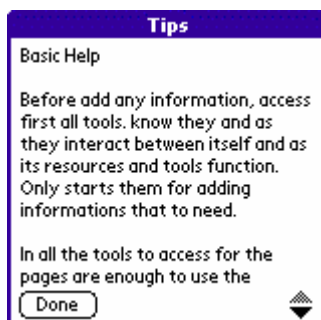 Tips
Basic Help
Before add any information, access
first all tools. know they and as
they interact between itself and as
its resources and tools function.
Only starts them for adding
informations that to need.
In all the tools to access for the
pages are enough to use the
Done